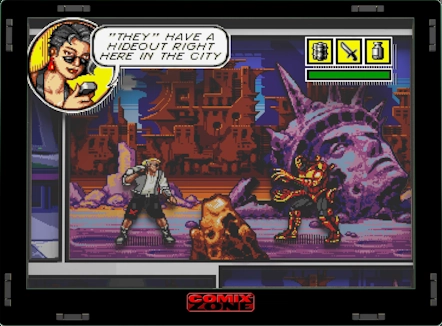 "THEY" HAVE A
HIDEOUT RIGHT
HERE IN THE CITY
COMIX
ZONE